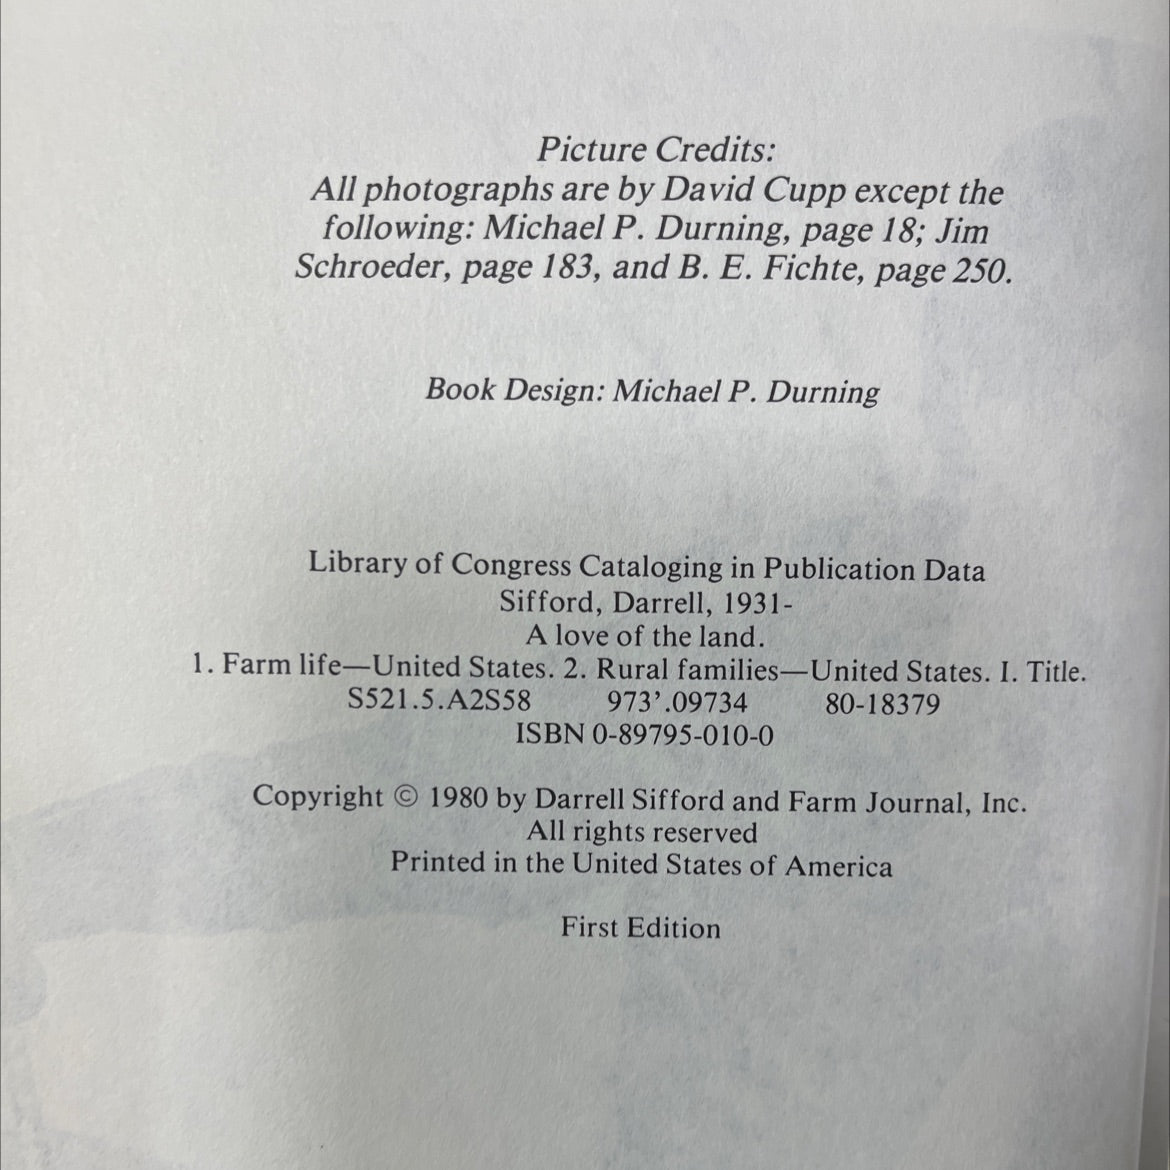 Picture Credits:
All photographs are by David Cupp except the
following: Michael P. Durning, page 18; Jim
Schroeder, page 183, and B. E. Fichte, page 250.
Book Design: Michael P. Durning
Library of Congress Cataloging in Publication Data
Sifford, Darrell, 1931-
A love of the land.
1. Farm life—United States. 2. Rural families—United States. I. Title.
S521.5.A2S58 973'.09734 80-18379
ISBN 0-89795-010-0
Copyright © 1980 by Darrell Sifford and Farm Journal, Inc.
All rights reserved
Printed in the United States of America
First Edition